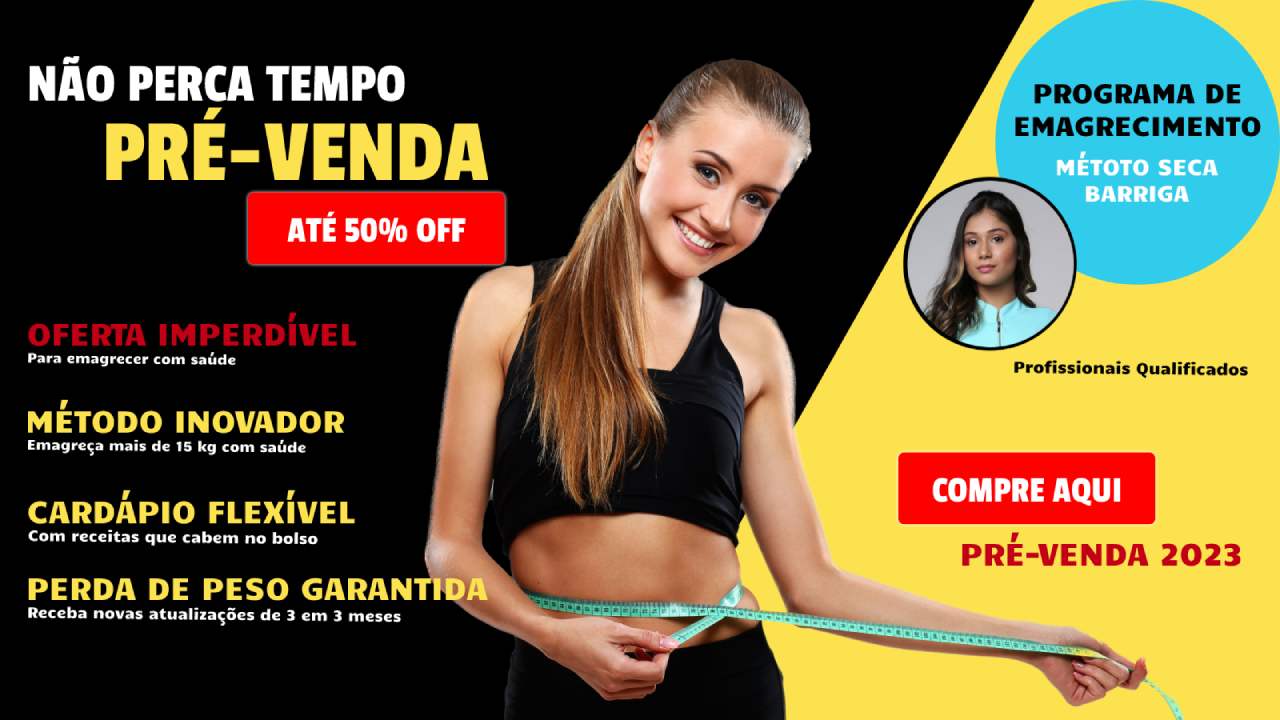 NÃO PERCA TEMPO
PRÉ-VENDA
ATÉ 50% OFF
OFERTA IMPERDÍVEL
Para emagrecer com saúde
MÉTODO INOVADOR
Emagreça mais de 15 kg com saúde
CARDÁPIO FLEXÍVEL
Com receitas que cabem no bolso
PERDA DE PESO GARANTIDA
Receba novas atualizações de 3 em 3 meses
PROGRAMA DE
EMAGRECIMENTO
MÉTOTO SECA
BARRIGA
Profissionais Qualificados
COMPRE AQUI
PRÉ-VENDA 2023